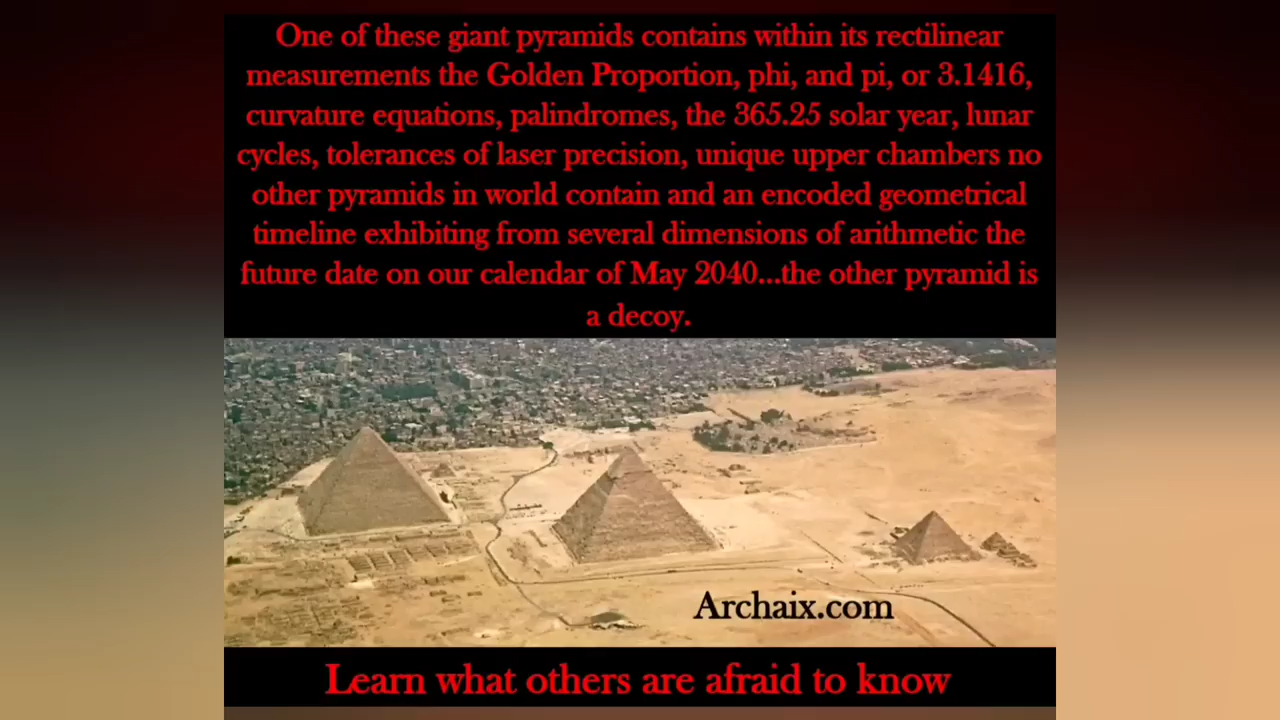 One of these giant pyramids contains within its rectilinear
measurements the Golden Proportion, phi, and pi, or 3.1416,
curvature equations, palindromes, the 365.25 solar year, lunar
cycles, tolerances of laser precision, unique upper chambers no
other pyramids in world contain and an encoded geometrical
timeline exhibiting from several dimensions of arithmetic the
future date on our calendar of May 2040...the other pyramid is
a decoy.
Archaix.com
Learn what others are afraid to know